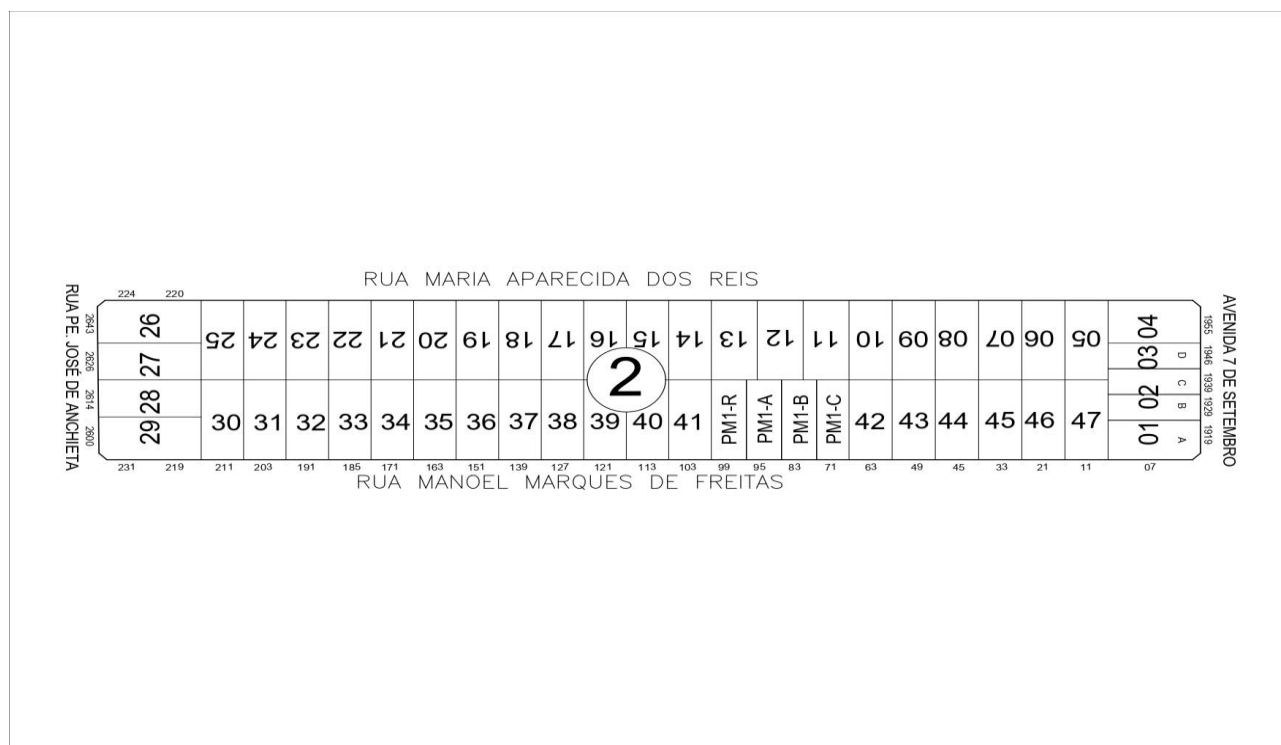 RUA MARIA APARECIDA DOS REIS
224 220
RUA PE. JOSÉ DE ANCHIETA
2643
2626
2614
2600
26
27
28
29
25 24 23 22 21 20 19 18 17 16 15 14 13 12 11 10 09 08 07 06 05
04
03
02
01
D
C
B
A
1955
1946
1939
1929
1919
AVENIDA 7 DE SETEMBRO
2
30 31 32 33 34 35 36 37 38 39 40 41 PM1-R PM1-A PM1-B PM1-C 42 43 44 45 46 47
231 219 211 203 191 185 171 163 151 139 127 121 113 103 99 95 83 71 63 49 45 33 21 11 07
RUA MANOEL MARQUES DE FREITAS